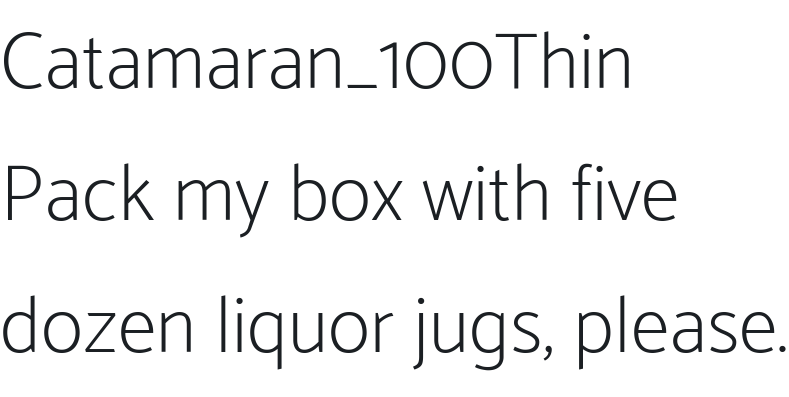 Catamaran_100Thin
Pack my box with five
dozen liquor jugs, please.